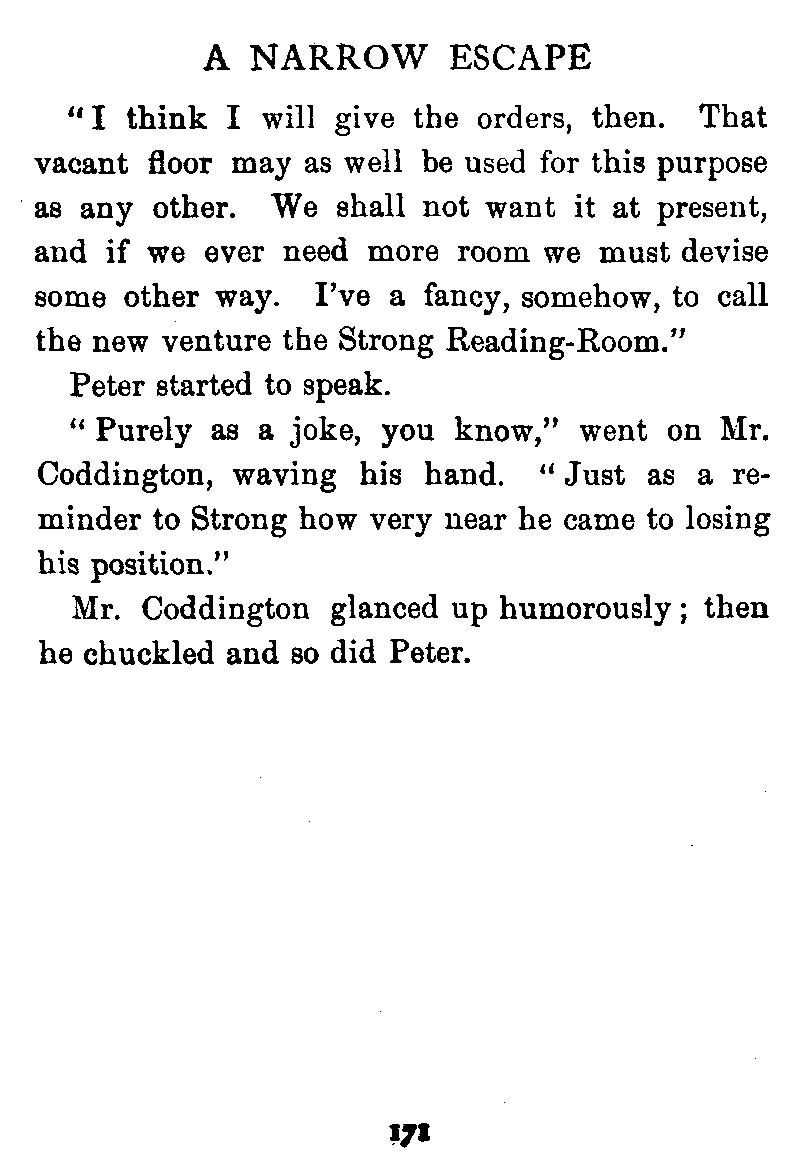 A NARROW ESCAPE
“I think I will give the orders, then. That
vacant floor may as well be used for this purpose
as any other. We shall not want it at present,
and if we ever need more room we must devise
some other way. I’ve a fancy, somehow, to call
the new venture the Strong Reading-Room.”
Peter started to speak.
“ Purely as a joke, you know,” went on Mr.
Coddington, waving his hand. “ Just as a re-
minder to Strong how very near he came to losing
his position.”
Mr. Coddington glanced up humorously ; then
he chuckled and so did Peter.
171